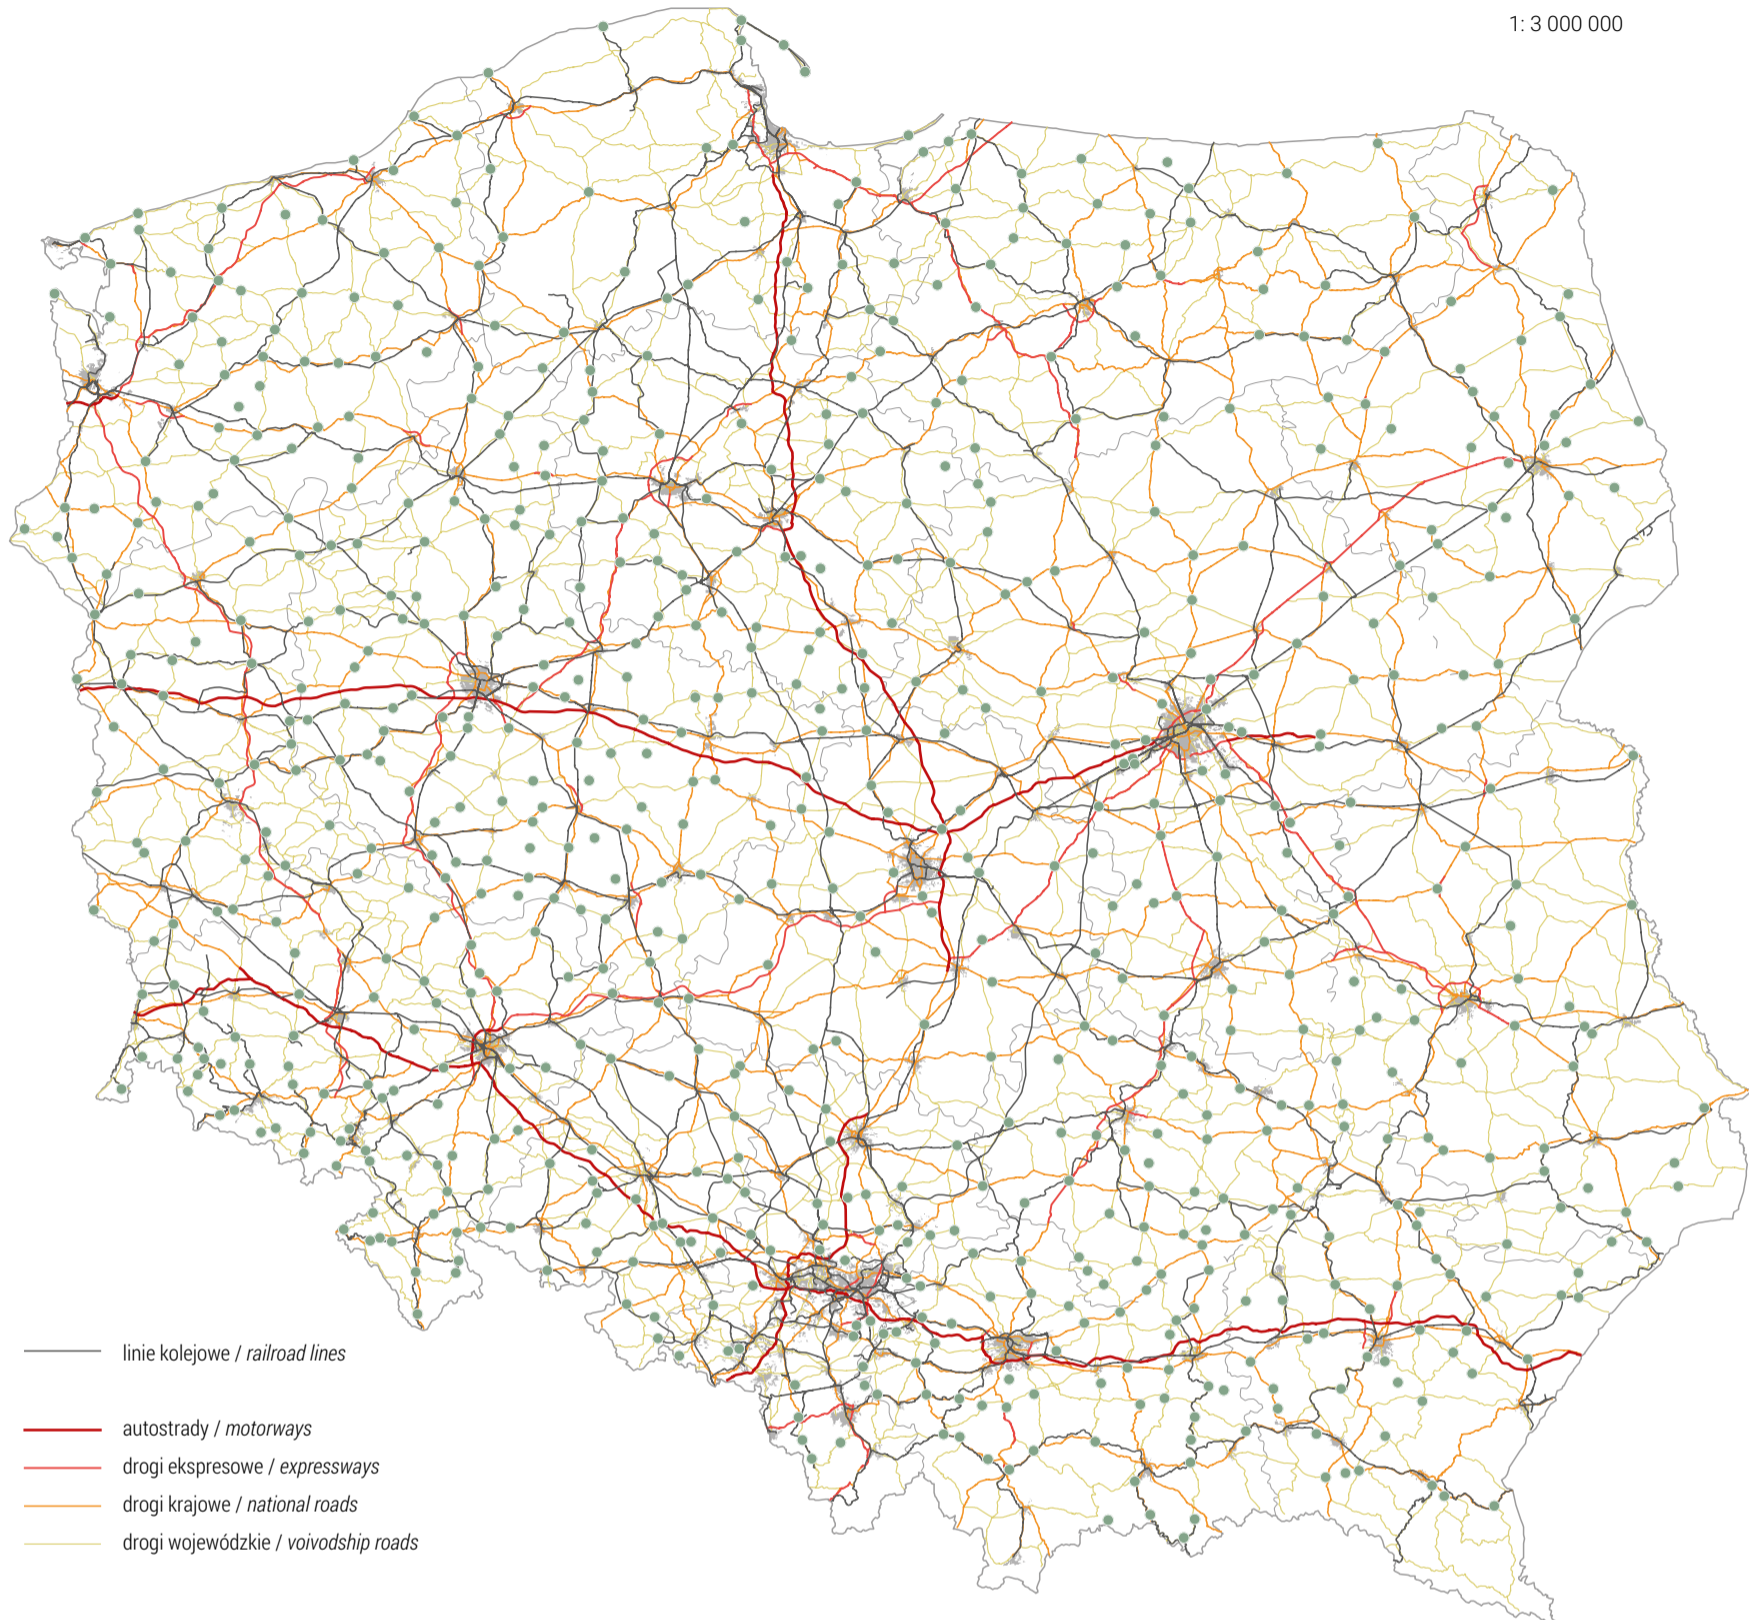 1: 3 000 000
linie kolejowe / railroad lines
autostrady / motorways
drogi ekspresowe / expressways
drogi krajowe / national roads
drogi wojewódzkie / voivodship roads